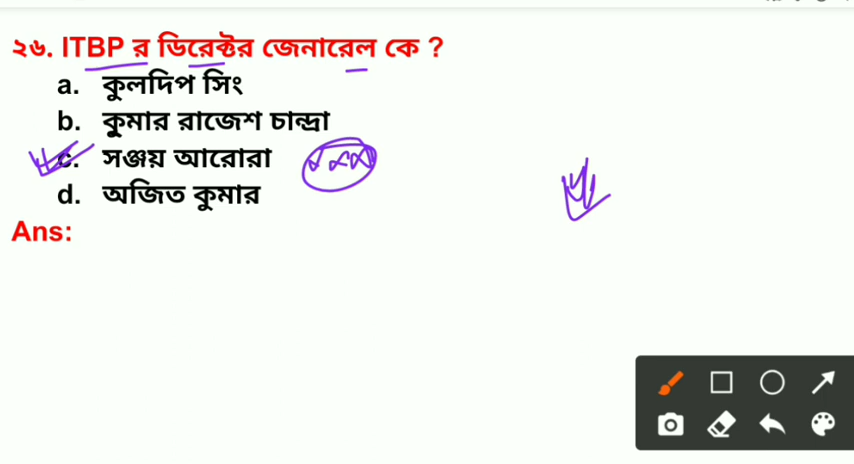 ২৬. ITBP র ডিরেক্টর জেনারেল কে ?
a. কুলদিপ সিং
b. কুমার রাজেশ চান্দ্রা
c. সঞ্জয় আরোরা
d. অজিত কুমার
Ans: